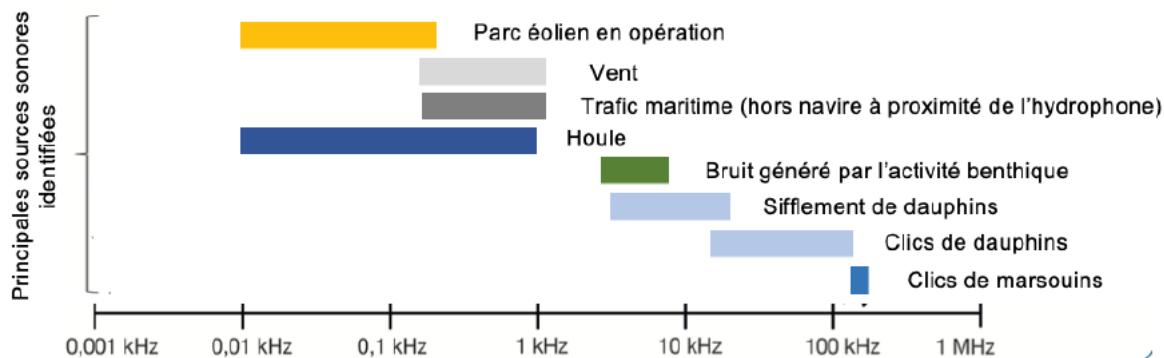 Principales sources sonores
identifiées
Parc éolien en opération
Vent
Trafic maritime (hors navire à proximité de l'hydrophone)
Houle
Bruit généré par l'activité benthique
Sifflement de dauphins
Clics de dauphins
Clics de marsouins
0,001 kHz 0,01 kHz 0,1 kHz 1 kHz 10 kHz 100 kHz 1 MHz